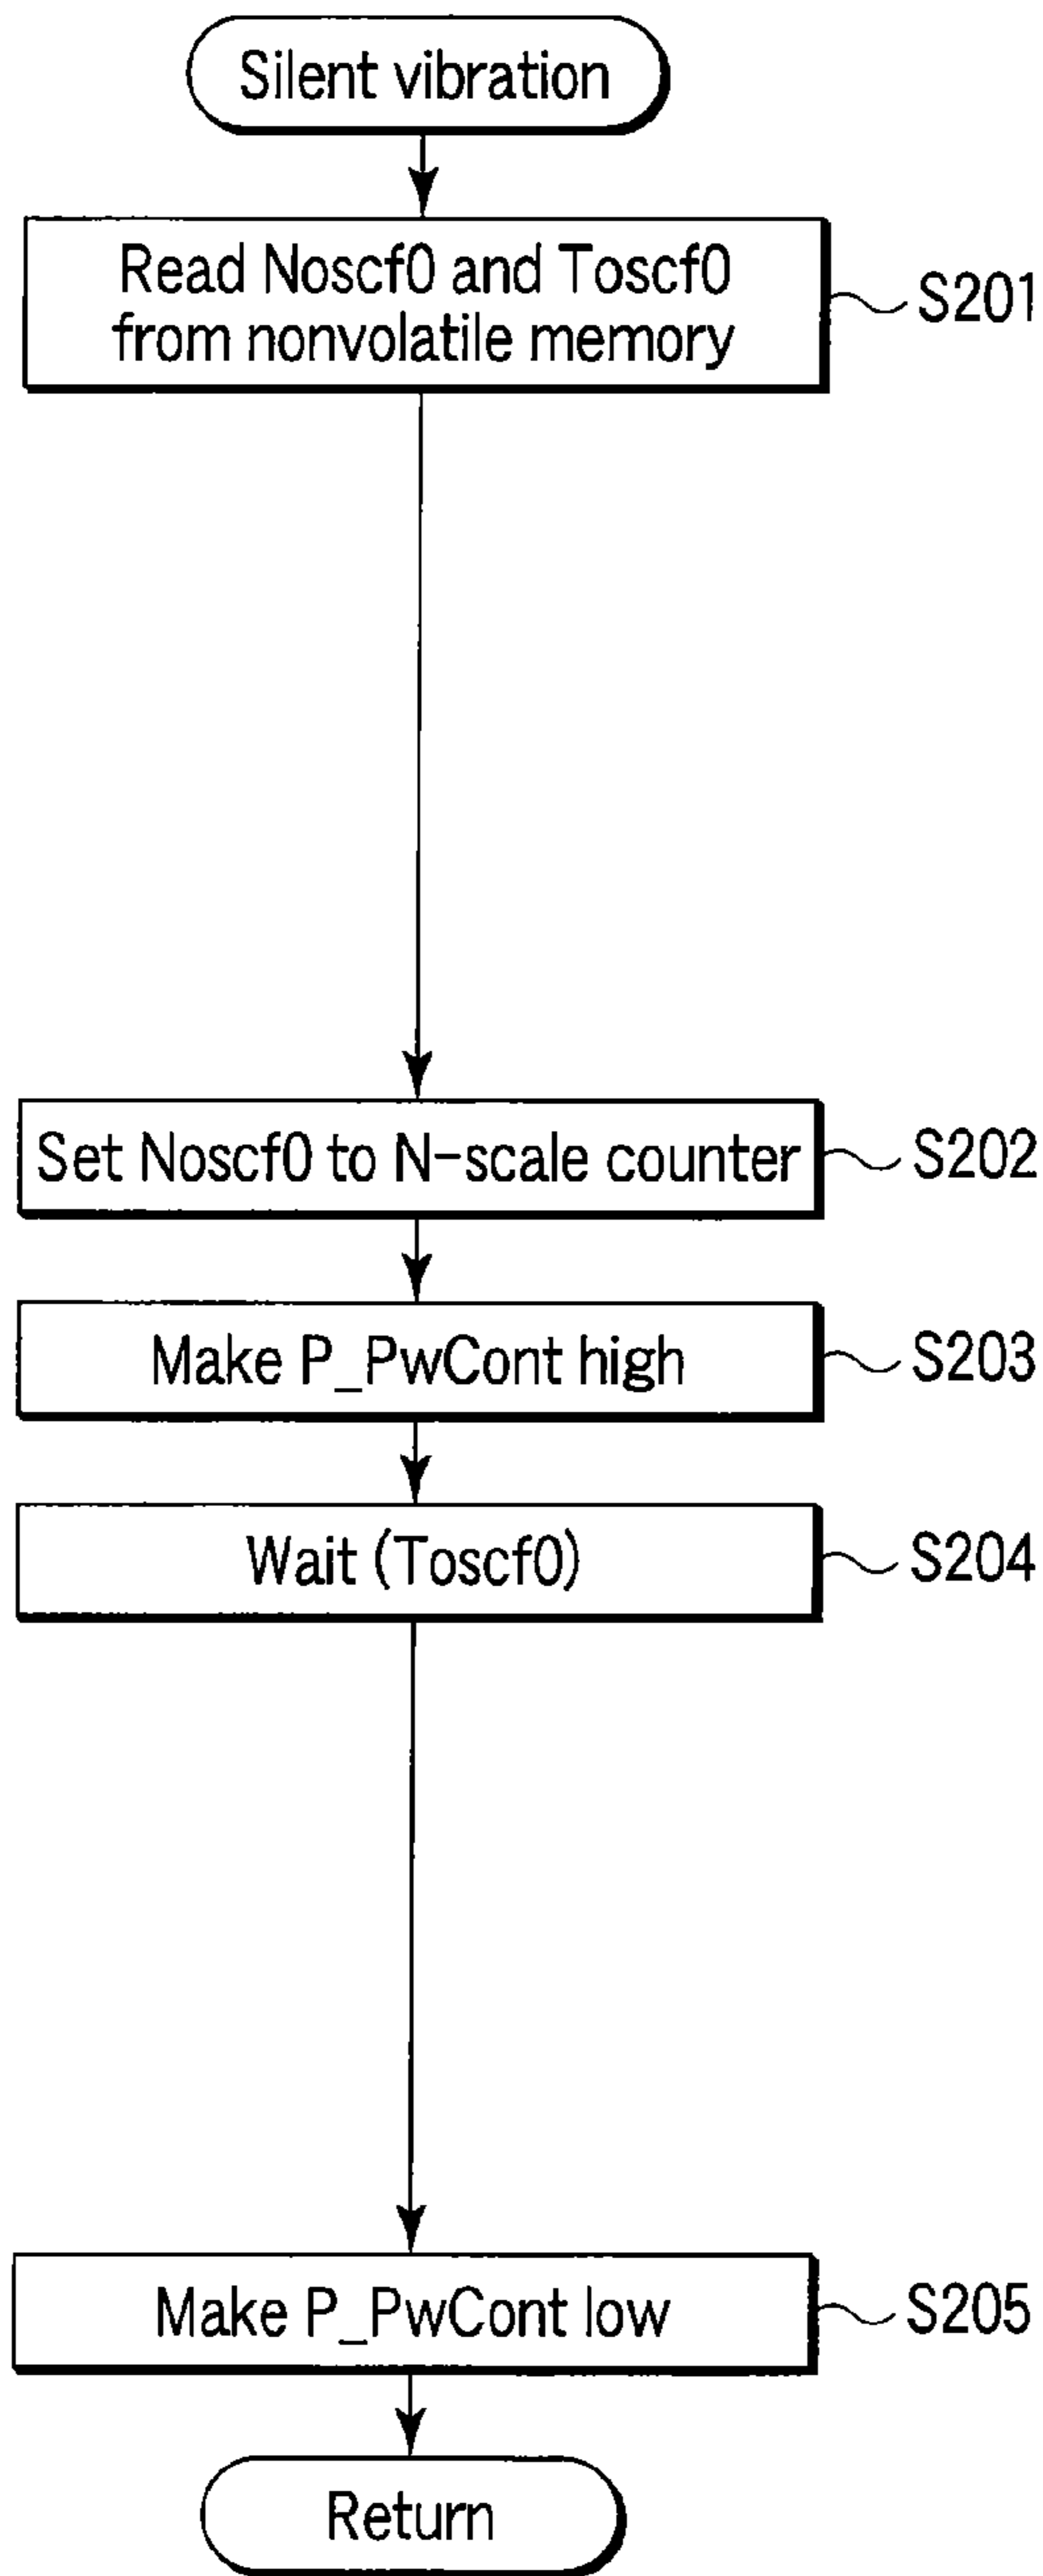 Silent vibration
Read Noscf0 and Toscf0
from nonvolatile memory
S201
Set Noscf0 to N-scale counter
S202
Make P_PwCont high
S203
Wait (Toscf0)
S204
Make P_PwCont low
S205
Return